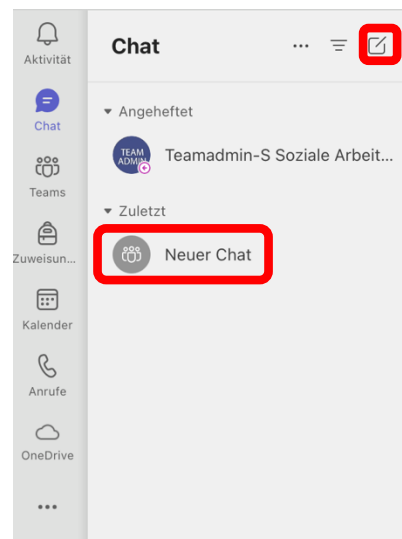 Aktivität
Chat
Teams
Zuweisun...
Kalender
Anrufe
OneDrive
...
Chat
...
Angeheftet
TEAM
ADMIN
Teamadmin-S Soziale Arbeit...
Zuletzt
Neuer Chat